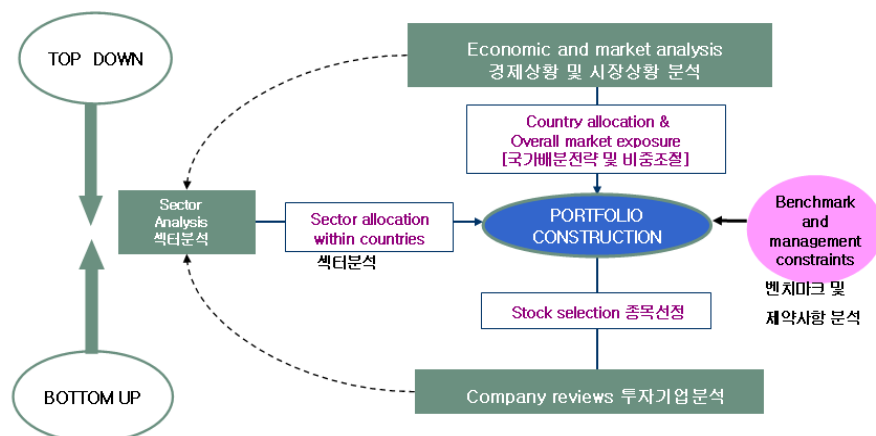 TOP DOWN
Economic and market analysis
경제상황 및 시장상황 분석
Country allocation &
Overall market exposure
[국가배분전략 및 비중조절]
Sector
Analysis
섹터분석
Sector allocation
within countries
섹터분석
PORTFOLIO
CONSTRUCTION
Benchmark
and
management
constraints
벤치마크 및
제약사항 분석
Stock selection 종목선정
BOTTOM UP
Company reviews 투자기업분석